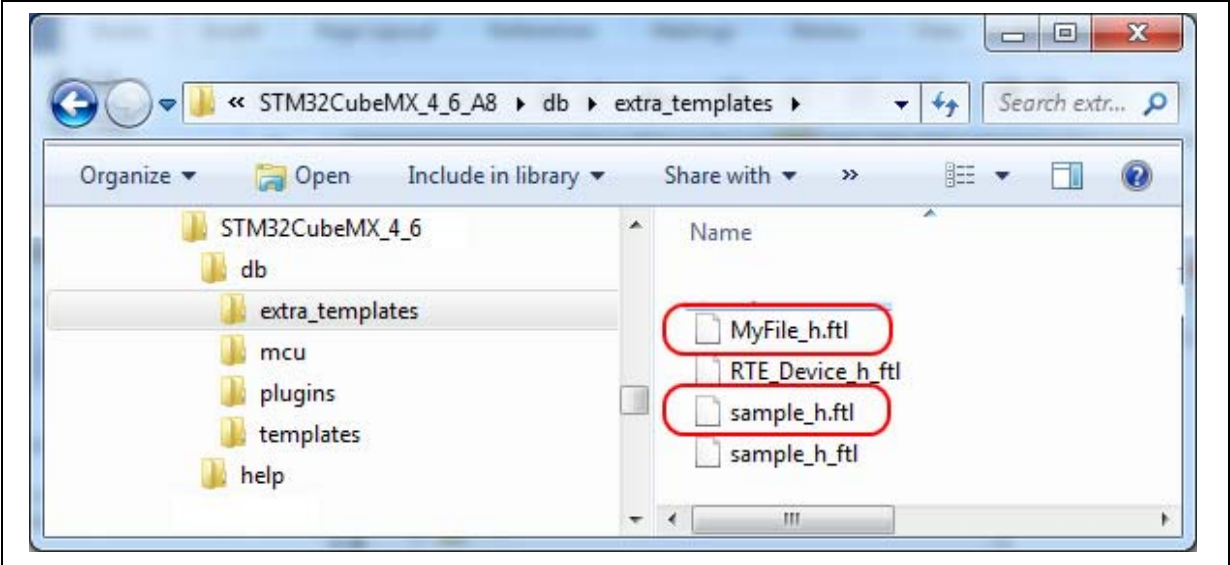 « STM32CubeMX_4_6_A8 ▸ db ▸ extra_templates ▸ Search extr...
Organize Open Include in library Share with »
STM32CubeMX_4_6
db
extra_templates
mcu
plugins
templates
help
Name
MyFile_h.ftl
RTE_Device_h_ftl
sample_h.ftl
sample_h_ftl